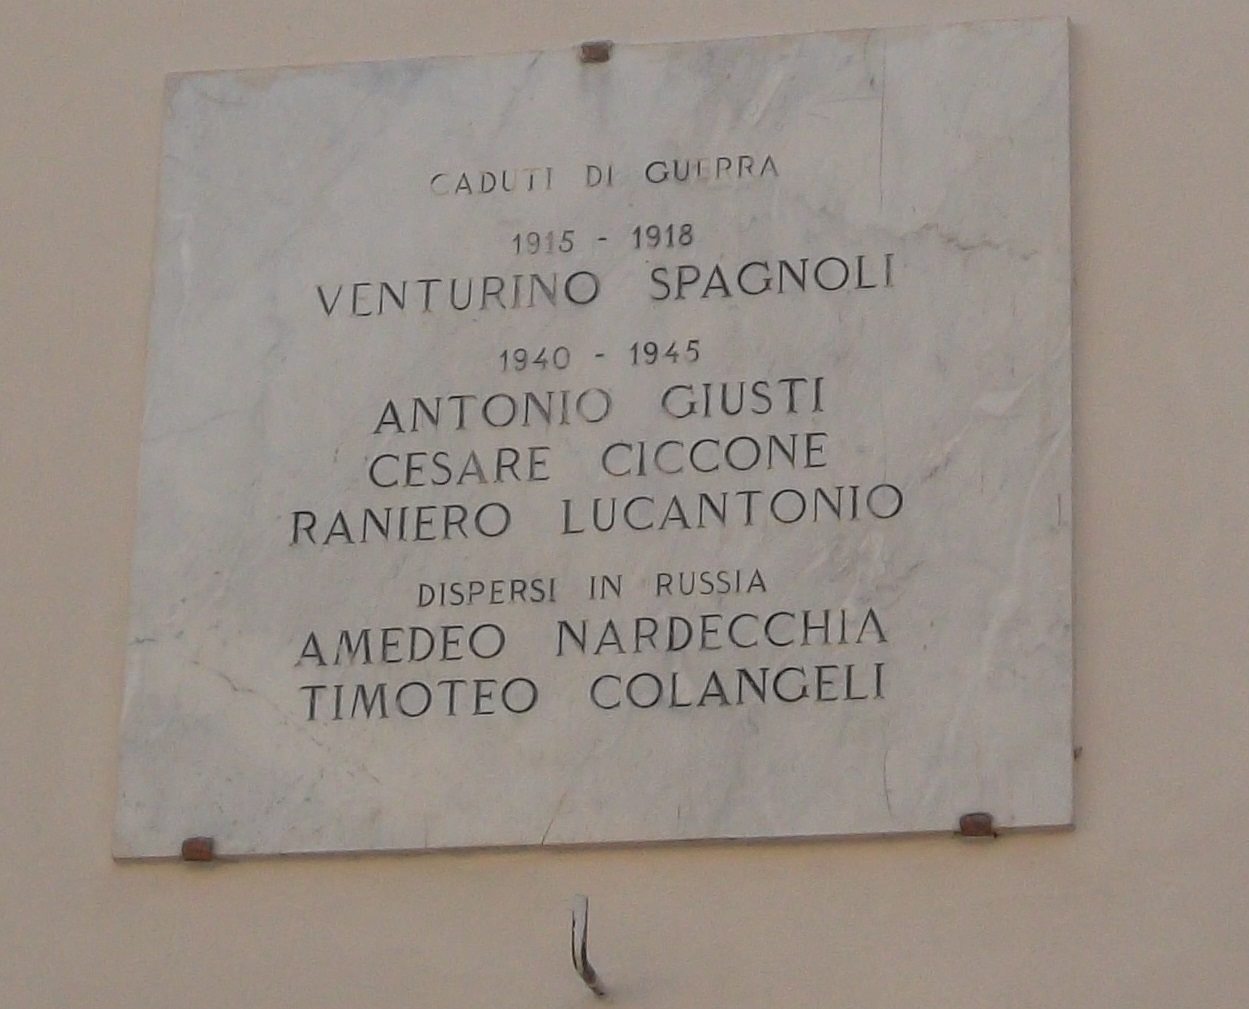 CADUTI DI GUERRA
1915 - 1918
VENTURINO SPAGNOLI
1940 - 1945
ANTONIO GIUSTI
CESARE CICCONE
RANIERO LUCANTONIO
DISPERSI IN RUSSIA
AMEDEO NARDECCHIA
TIMOTEO COLANGELI